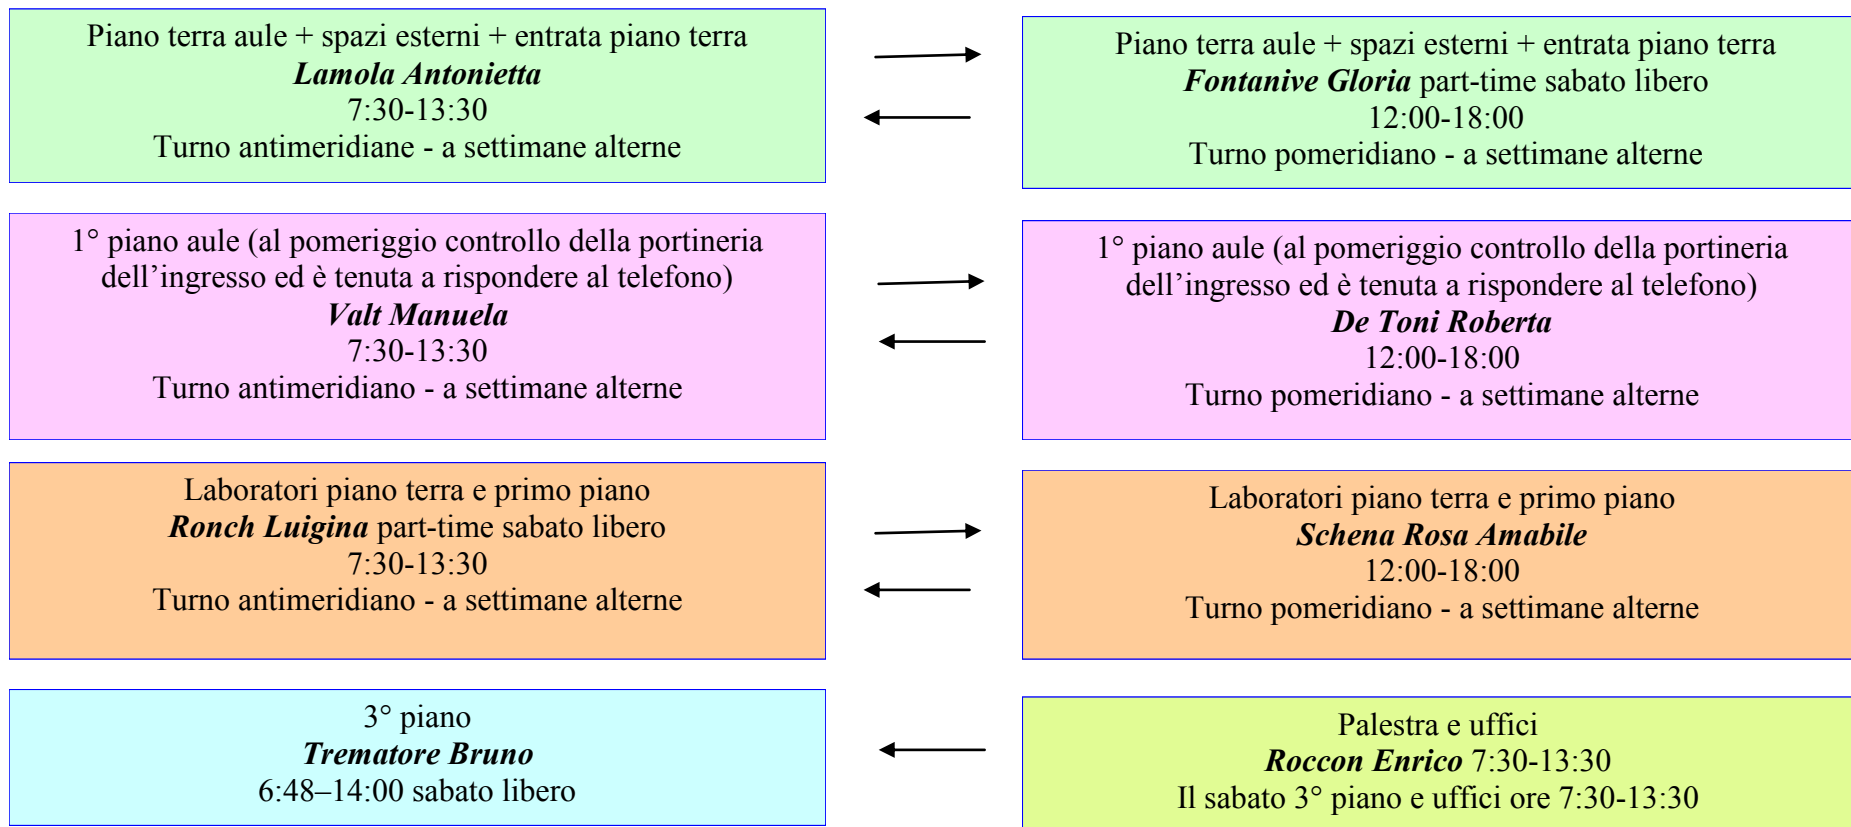 Piano terra aule + spazi esterni + entrata piano terra
Lamola Antonietta
7:30-13:30
Turno antimeridiane - a settimane alterne
Piano terra aule + spazi esterni + entrata piano terra
Fontanive Gloria part-time sabato libero
12:00-18:00
Turno pomeridiano - a settimane alterne
1° piano aule (al pomeriggio controllo della portineria
dell’ingresso ed è tenuta a rispondere al telefono)
Valt Manuela
7:30-13:30
Turno antimeridiano - a settimane alterne
1° piano aule (al pomeriggio controllo della portineria
dell’ingresso ed è tenuta a rispondere al telefono)
De Toni Roberta
12:00-18:00
Turno pomeridiano - a settimane alterne
Laboratori piano terra e primo piano
Ronch Luigina part-time sabato libero
7:30-13:30
Turno antimeridiano - a settimane alterne
Laboratori piano terra e primo piano
Schena Rosa Amabile
12:00-18:00
Turno pomeridiano - a settimane alterne
3° piano
Trematore Bruno
6:48–14:00 sabato libero
Palestra e uffici
Roccon Enrico 7:30-13:30
Il sabato 3° piano e uffici ore 7:30-13:30